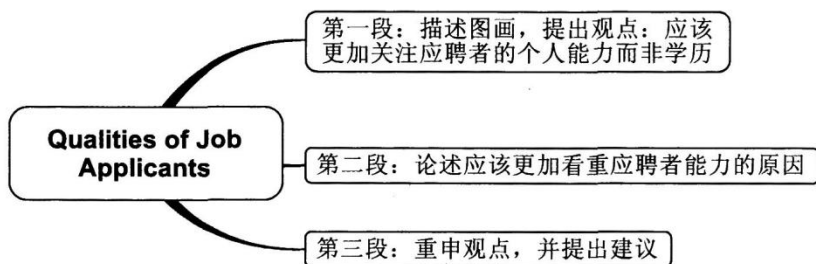 Qualities of Job
Applicants
第一段：描述图画，提出观点：应该
更加关注应聘者的个人能力而非学历
第二段：论述应该更加看重应聘者能力的原因
第三段：重申观点，并提出建议